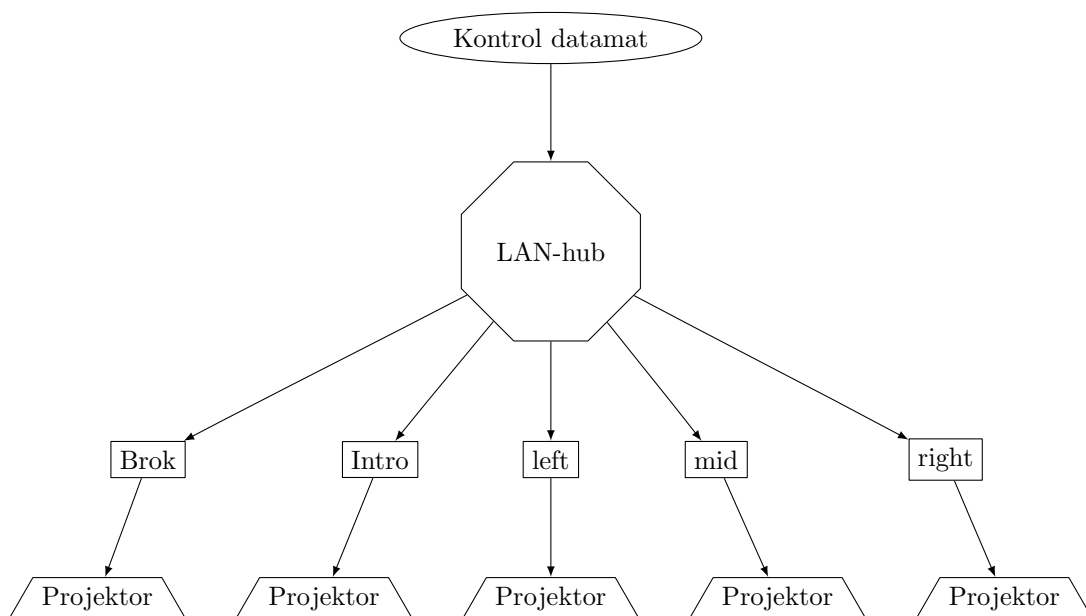 Kontrol datamat
LAN-hub
Brok Intro left mid right
Projektor Projektor Projektor Projektor Projektor